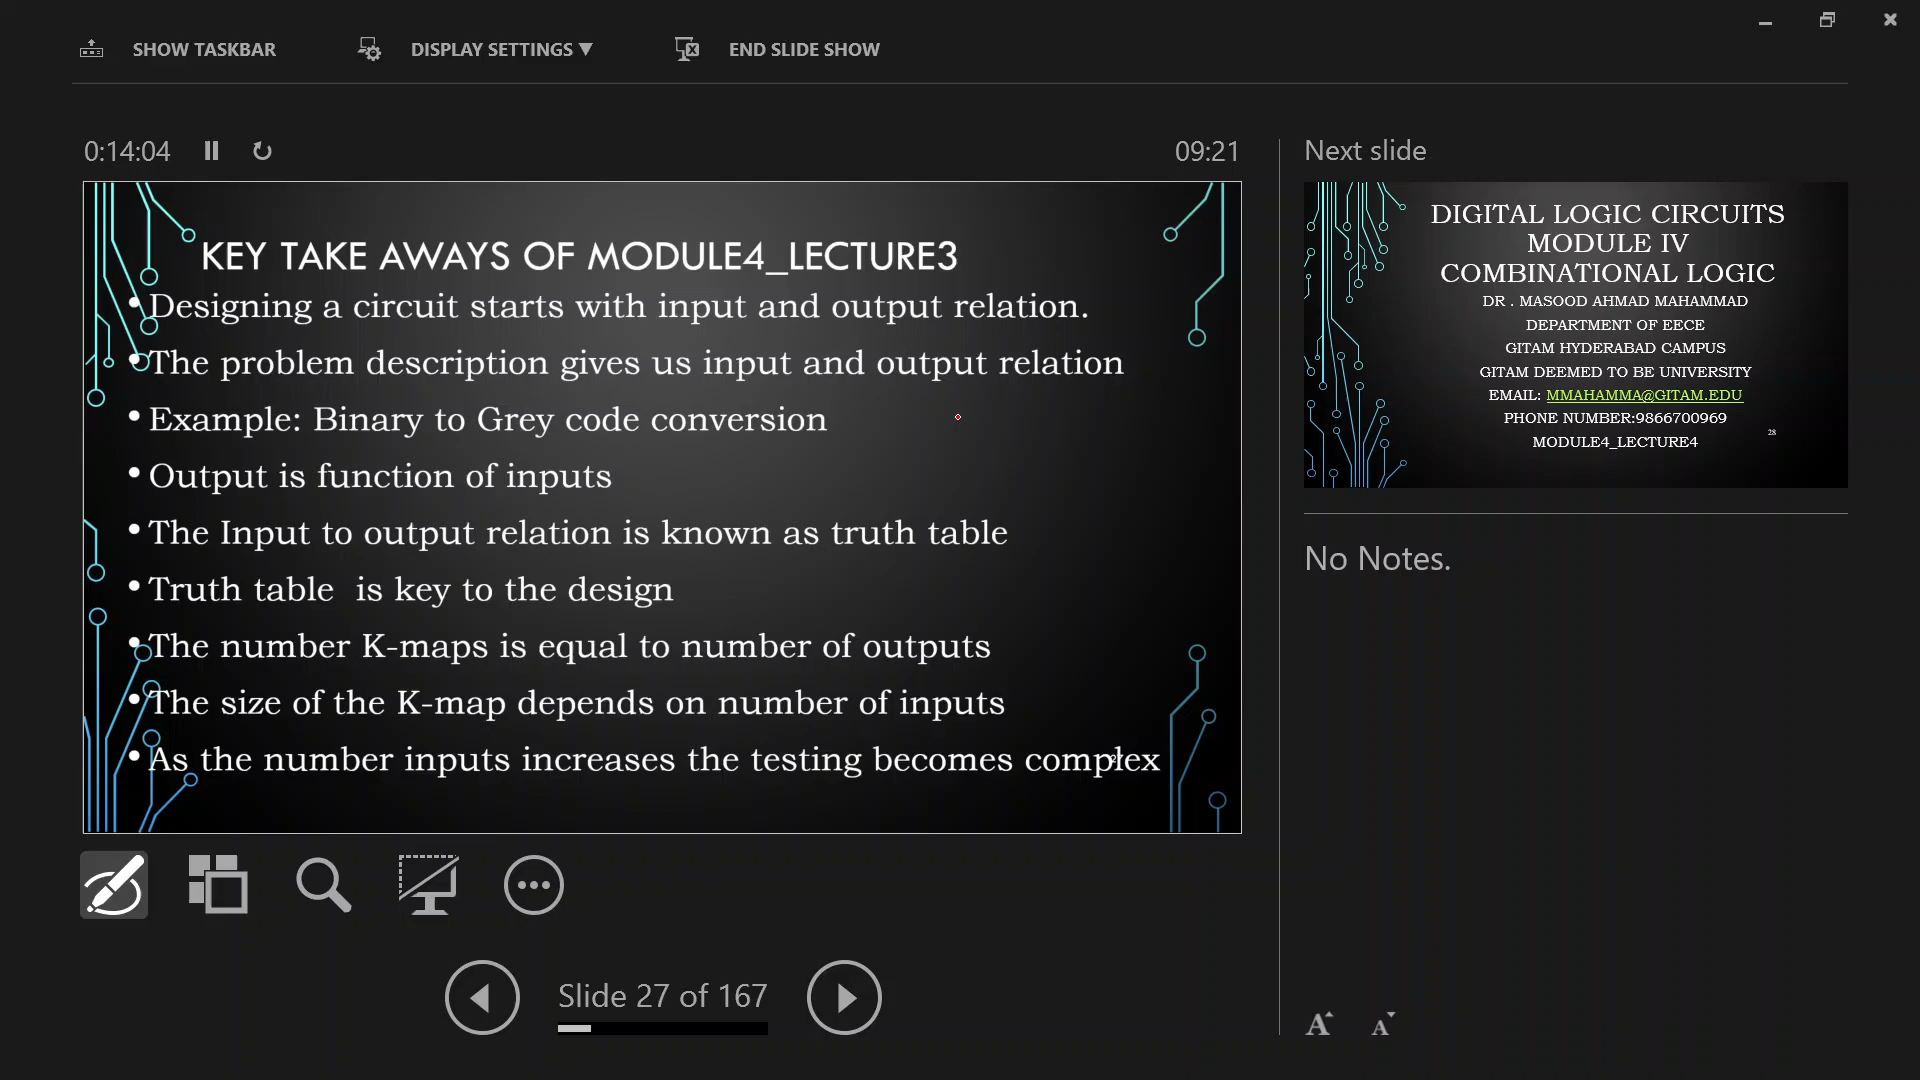 SHOW TASKBAR
DISPLAY SETTINGS ▼
END SLIDE SHOW
0:14:04
09:21
KEY TAKE AWAYS OF MODULE4_LECTURE3
• Designing a circuit starts with input and output relation.
• The problem description gives us input and output relation
• Example: Binary to Grey code conversion
• Output is function of inputs
• The Input to output relation is known as truth table
• Truth table  is key to the design
• The number K-maps is equal to number of outputs
• The size of the K-map depends on number of inputs
• As the number inputs increases the testing becomes complex
Slide 27 of 167
Next slide
DIGITAL LOGIC CIRCUITS
MODULE IV
COMBINATIONAL LOGIC
DR . MASOOD AHMAD MAHAMMAD
DEPARTMENT OF EECE
GITAM HYDERABAD CAMPUS
GITAM DEEMED TO BE UNIVERSITY
EMAIL: MMAHAMMA@GITAM.EDU
PHONE NUMBER:9866700969
MODULE4_LECTURE4
28
No Notes.
A A